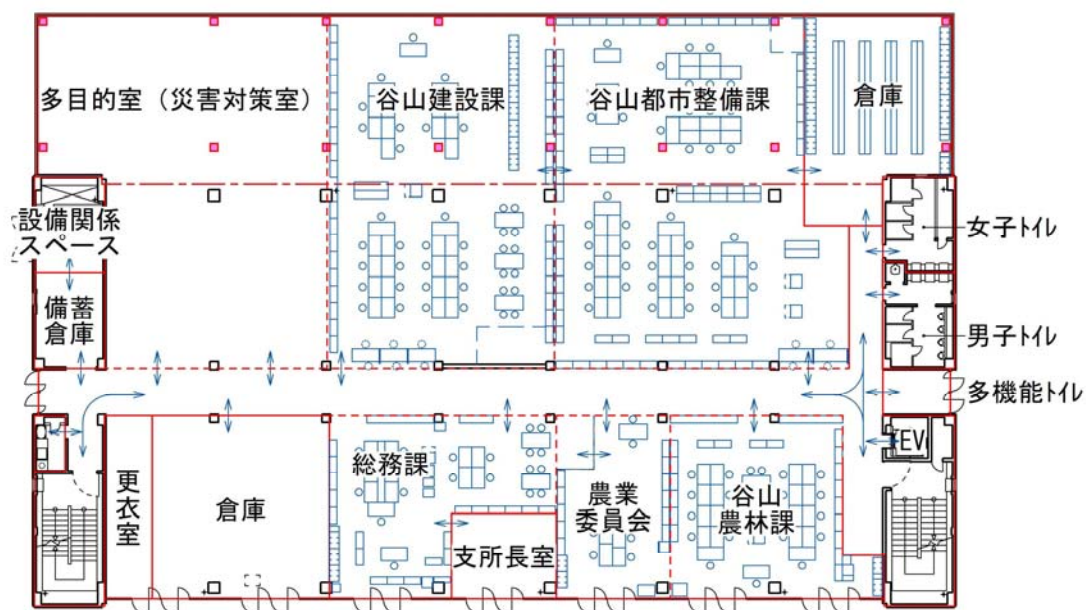 多目的室（災害対策室）
谷山建設課
谷山都市整備課
倉庫
設備関係
スペース
女子トイレ
備蓄
倉庫
男子トイレ
多機能トイレ
EV
更衣室
倉庫
総務課
支所長室
農業
委員会
谷山
農林課